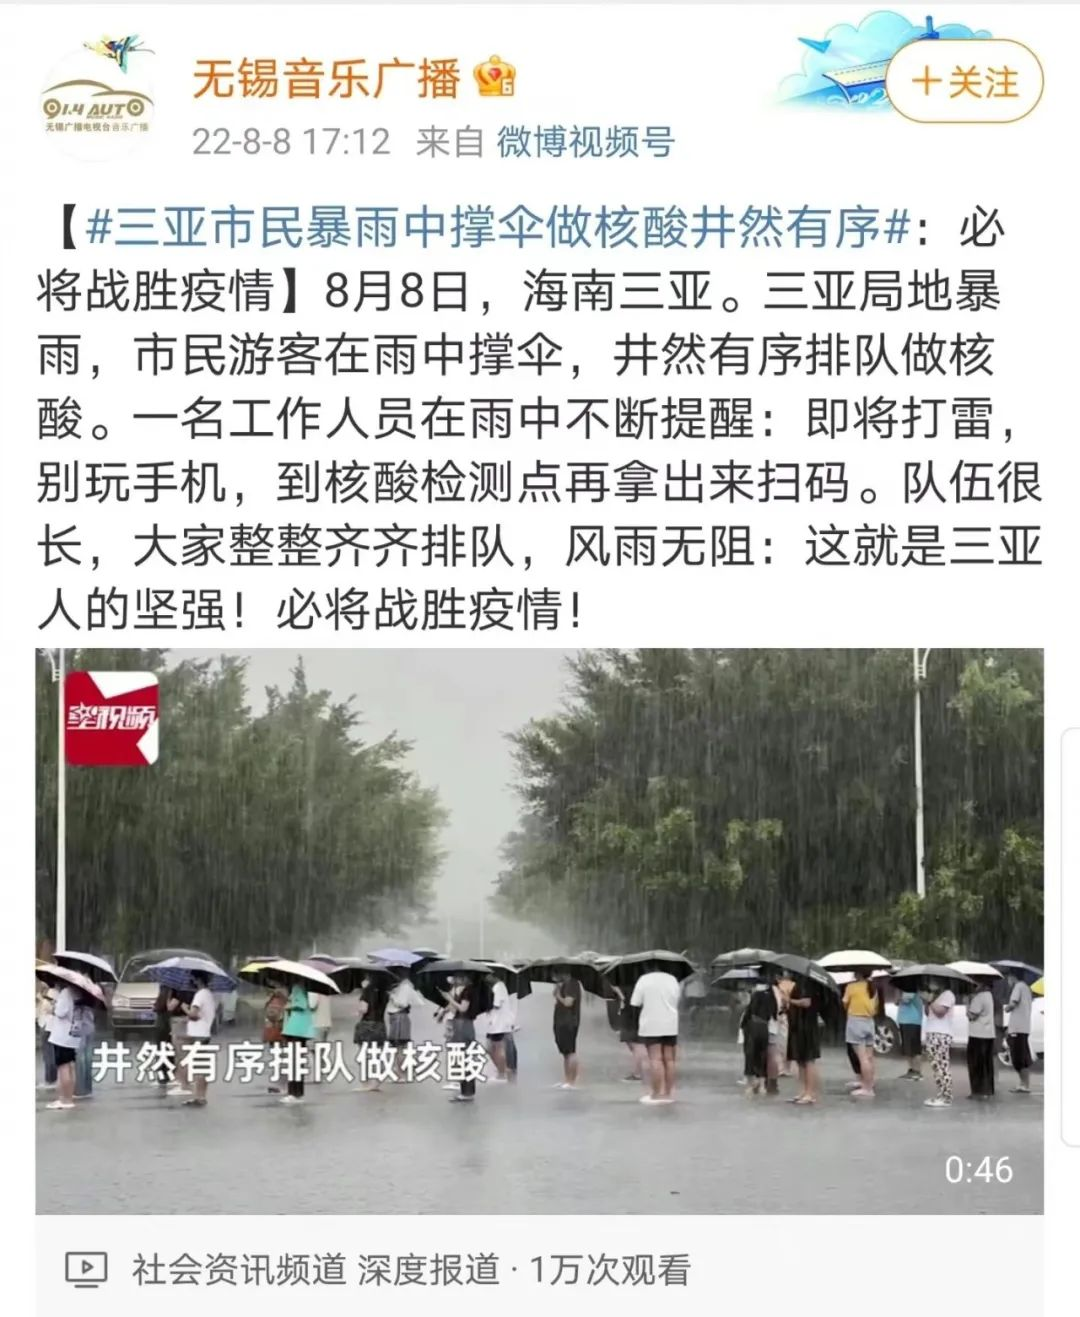 无锡音乐广播
+关注
91.4 AUTO
无锡广播电视台音乐广播
22-8-8 17:12 来自 微博视频号
【#三亚市民暴雨中撑伞做核酸井然有序#：必
将战胜疫情】8月8日，海南三亚。三亚局地暴
雨，市民游客在雨中撑伞，井然有序排队做核
酸。一名工作人员在雨中不断提醒：即将打雷，
别玩手机，到核酸检测点再拿出来扫码。队伍很
长，大家整整齐齐排队，风雨无阻：这就是三亚
人的坚强！必将战胜疫情！
视频
井然有序排队做核酸
0:46
社会资讯频道 深度报道 · 1万次观看